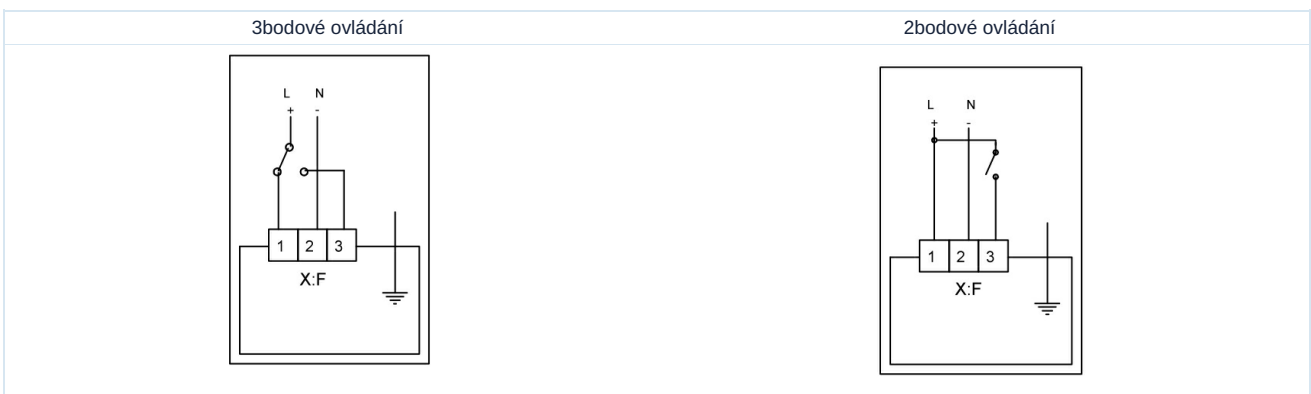 3bodové ovládání
L N
+ -
1 2 3
X:F
2bodové ovládání
L N
+ -
1 2 3
X:F